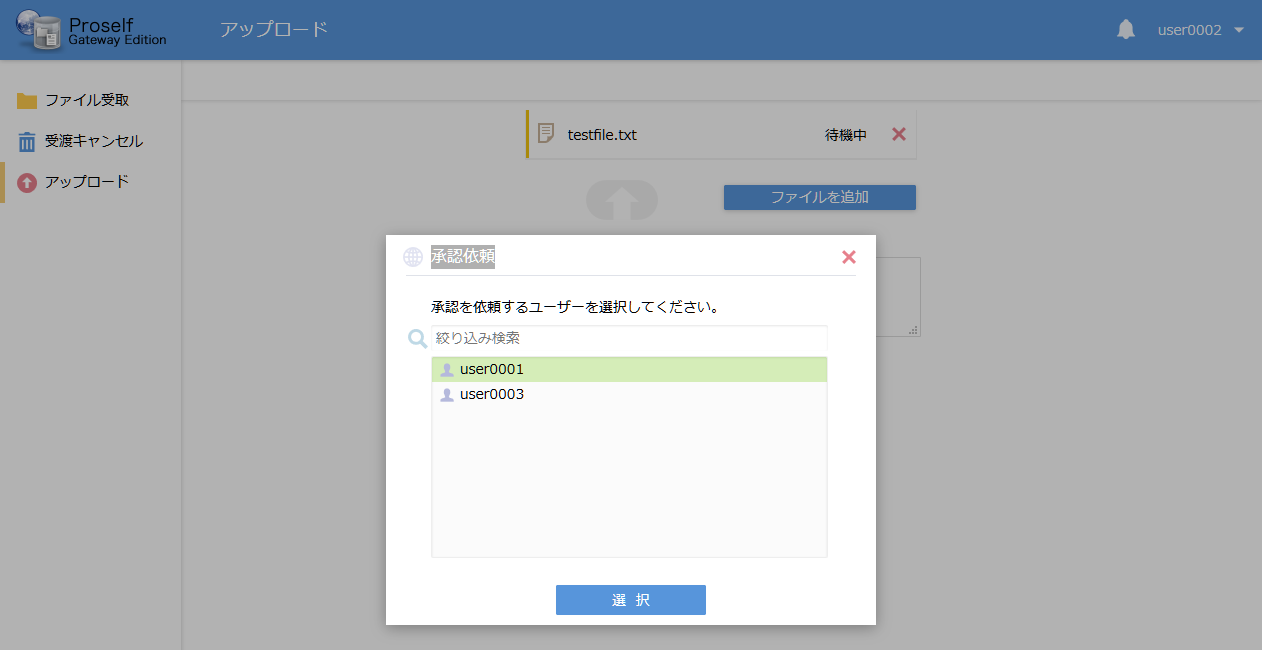 Proself
Gateway Edition
アップロード
user0002
ファイル受取
受渡キャンセル
アップロード
testfile.txt
待機中
ファイルを追加
承認依頼
承認を依頼するユーザーを選択してください。
絞り込み検索
user0001
user0003
選 択